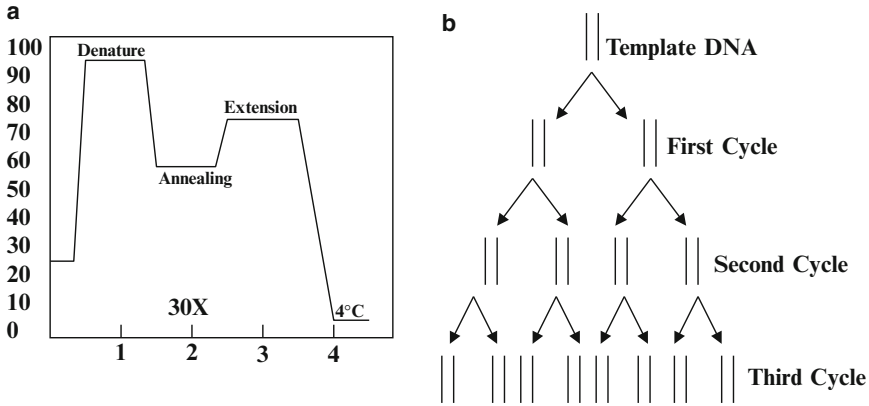 a
100
90
80
70
60
50
40
30
20
10
0
Denature
Annealing
Extension
30X
4°C
1 2 3 4
b
Template DNA
First Cycle
Second Cycle
Third Cycle